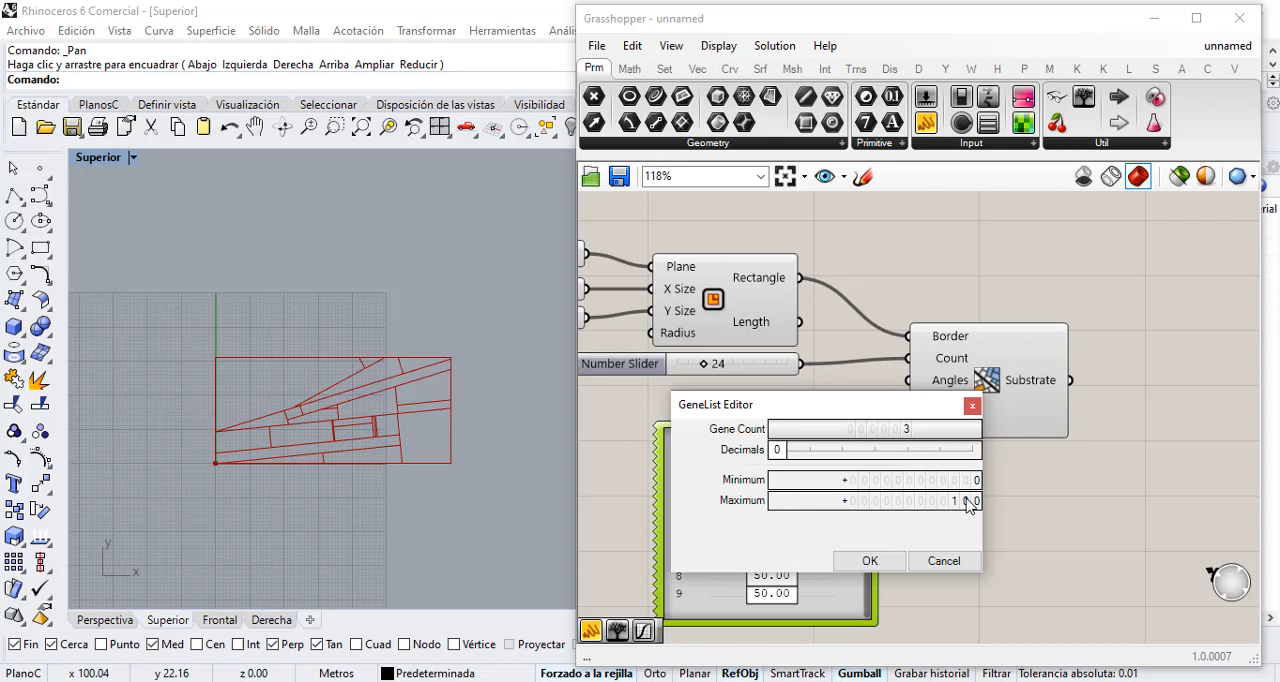 Rhinoceros 6 Comercial - [Superior]
Archivo Edición Vista Curva Superficie Sólido Malla Acotación Transformar Herramientas
Comando: _Pan
Haga clic y arrastre para encuadrar ( Abajo Izquierda Derecha Arriba Ampliar Reducir )
Comando:
Estándar PlanosC Definir vista Visualización Seleccionar Disposición de las vistas Visibilidad
Superior
Perspectiva Superior Frontal Derecha
Fin Cerca Punto Med Cen Int Perp Tan Cuad Nodo Vértice Proyectar
PlanoC x 100.04 y 22.16 z 0.00 Metros Predeterminada Forzado a la rejilla Orto Planar RefObj SmartTrack Gumball Grabar historial Filtrar Tolerancia absoluta: 0.01
Grasshopper - unnamed
File Edit View Display Solution Help unnamed
Prm Math Set Vec Crv Srf Msh Int Trns Dis D Y W H P M K K L S A C V
Geometry Primitive Input Util
118%
Plane
X Size
Y Size
Radius
Rectangle
Length
Number Slider 24
Border
Count
Angles
Substrate
GeneList Editor x
Gene Count 3
Decimals 0
Minimum + 0
Maximum + 100
OK Cancel
8 50.00
9 50.00
... 1.0.0007